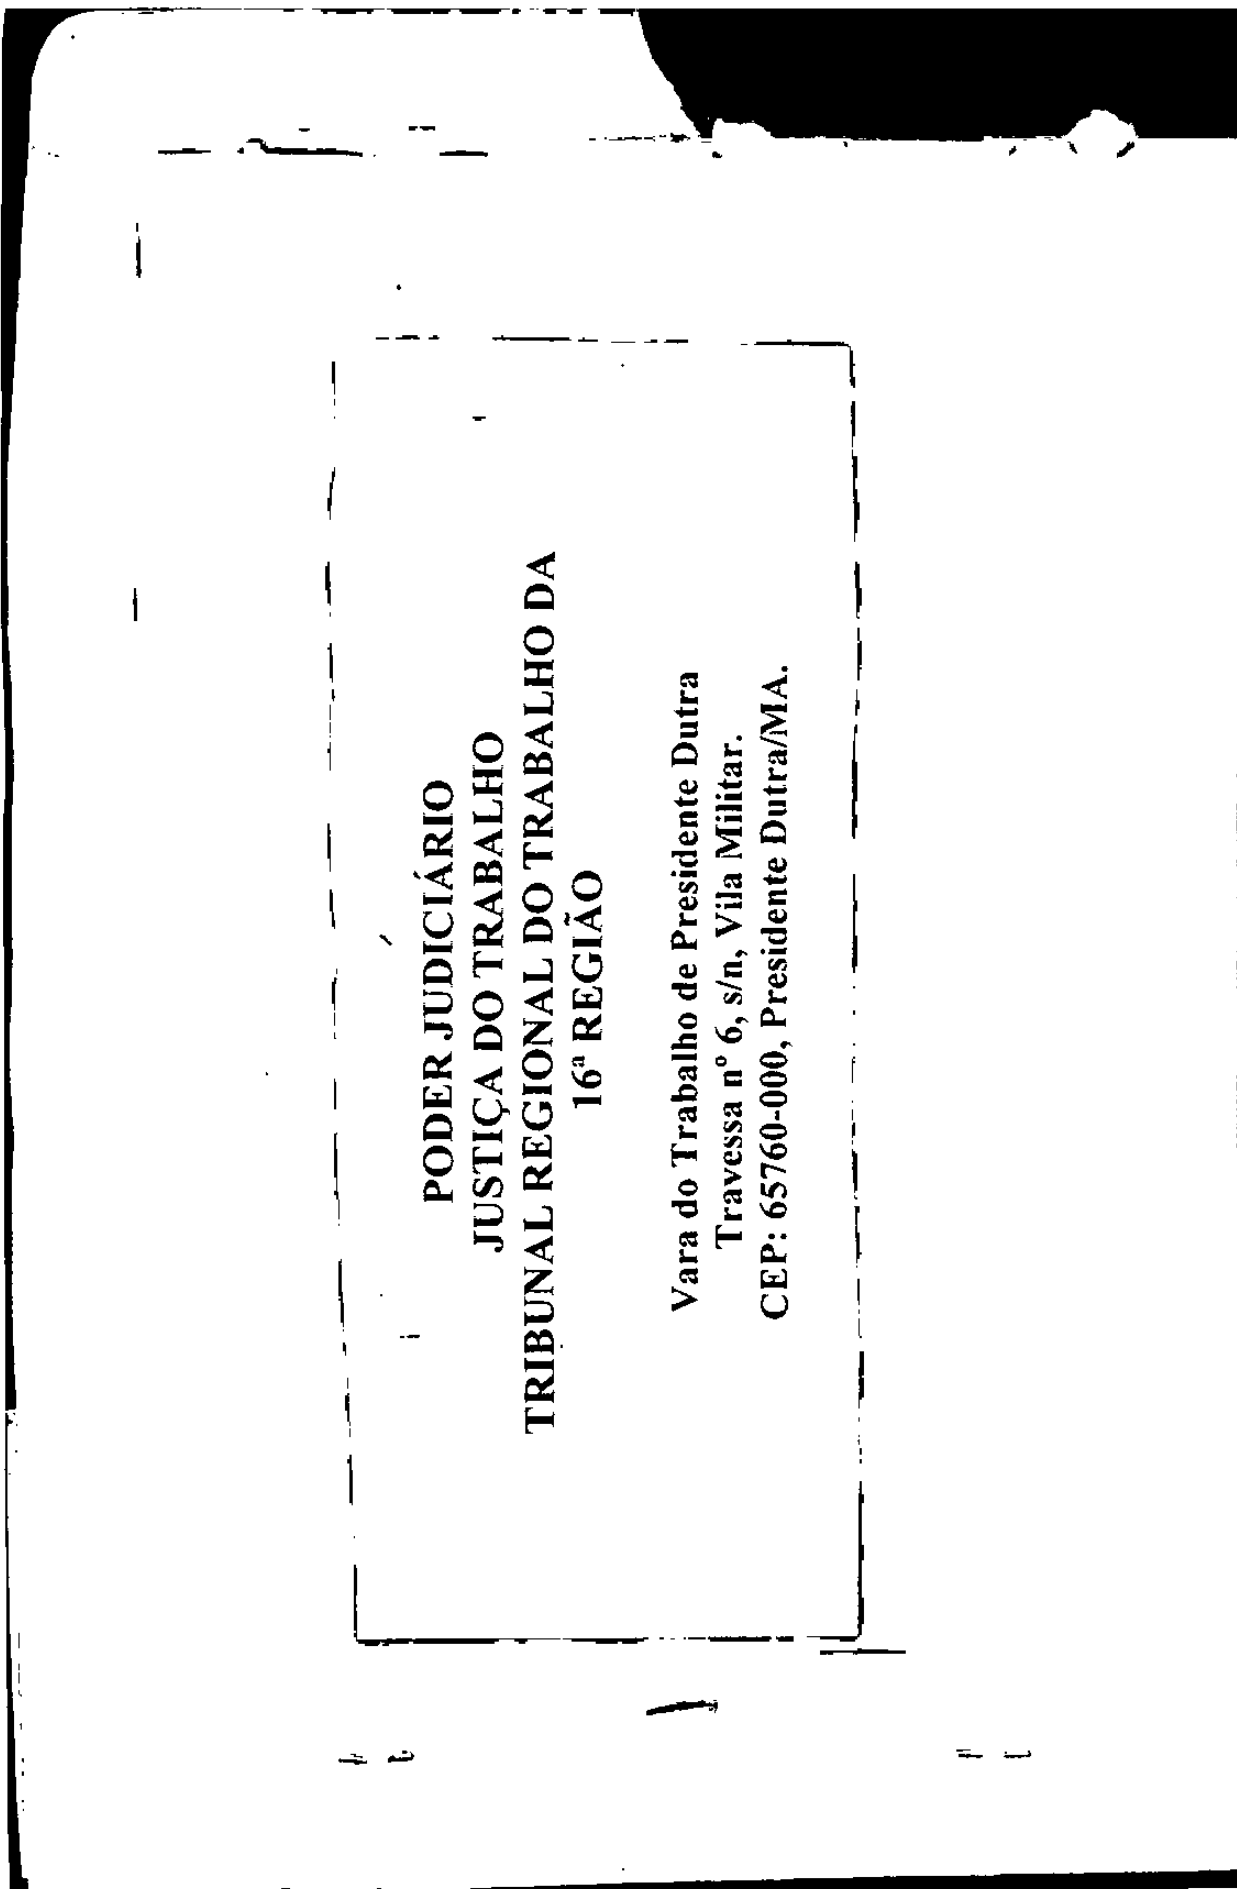 PODER JUDICIÁRIO
JUSTIÇA DO TRABALHO
TRIBUNAL REGIONAL DO TRABALHO DA
16ª REGIÃO
Vara do Trabalho de Presidente Dutra
Travessa nº 6, s/n, Vila Militar.
CEP: 65760-000, Presidente Dutra/MA.